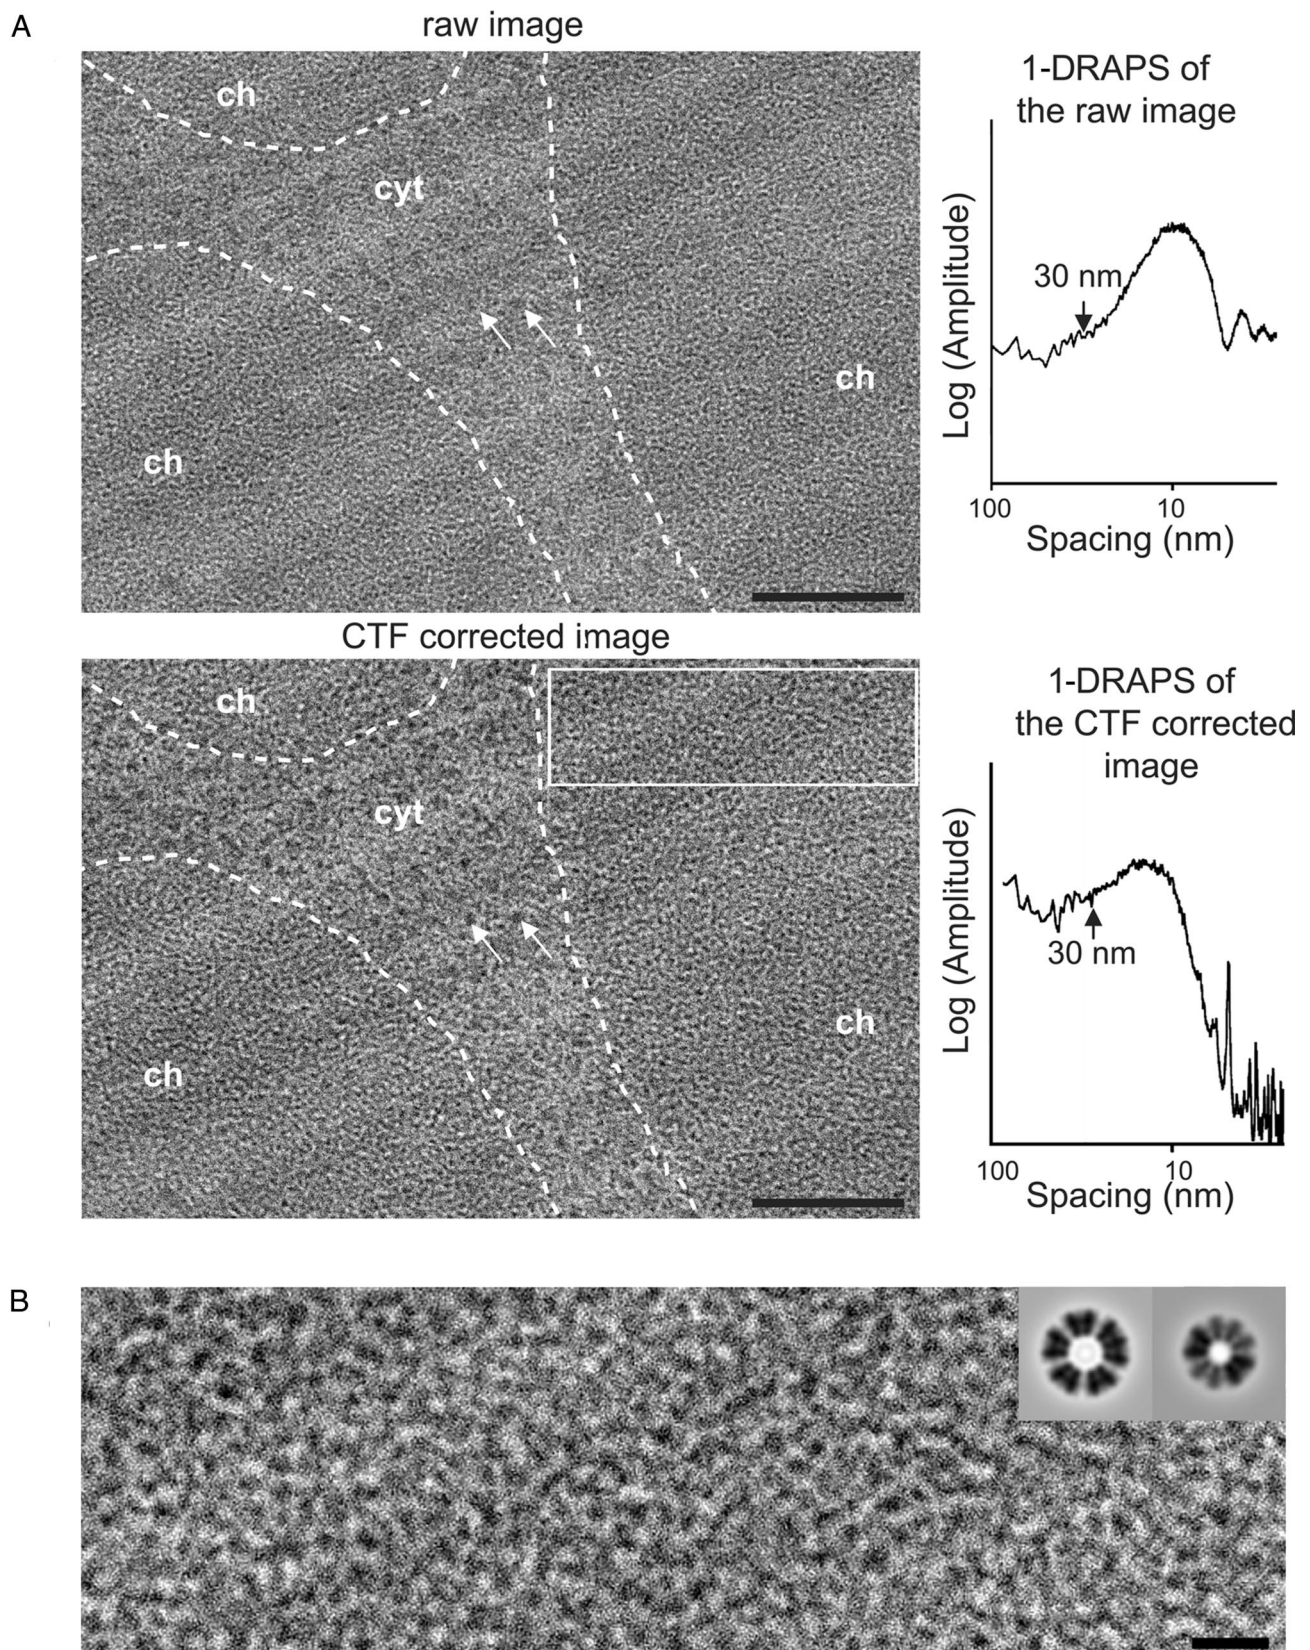 A
raw image
ch
cyt
ch
ch
1-DRAPS of
the raw image
Log (Amplitude)
30 nm
100
10
Spacing (nm)
CTF corrected image
ch
cyt
ch
ch
1-DRAPS of
the CTF corrected
image
Log (Amplitude)
30 nm
100
10
Spacing (nm)
B